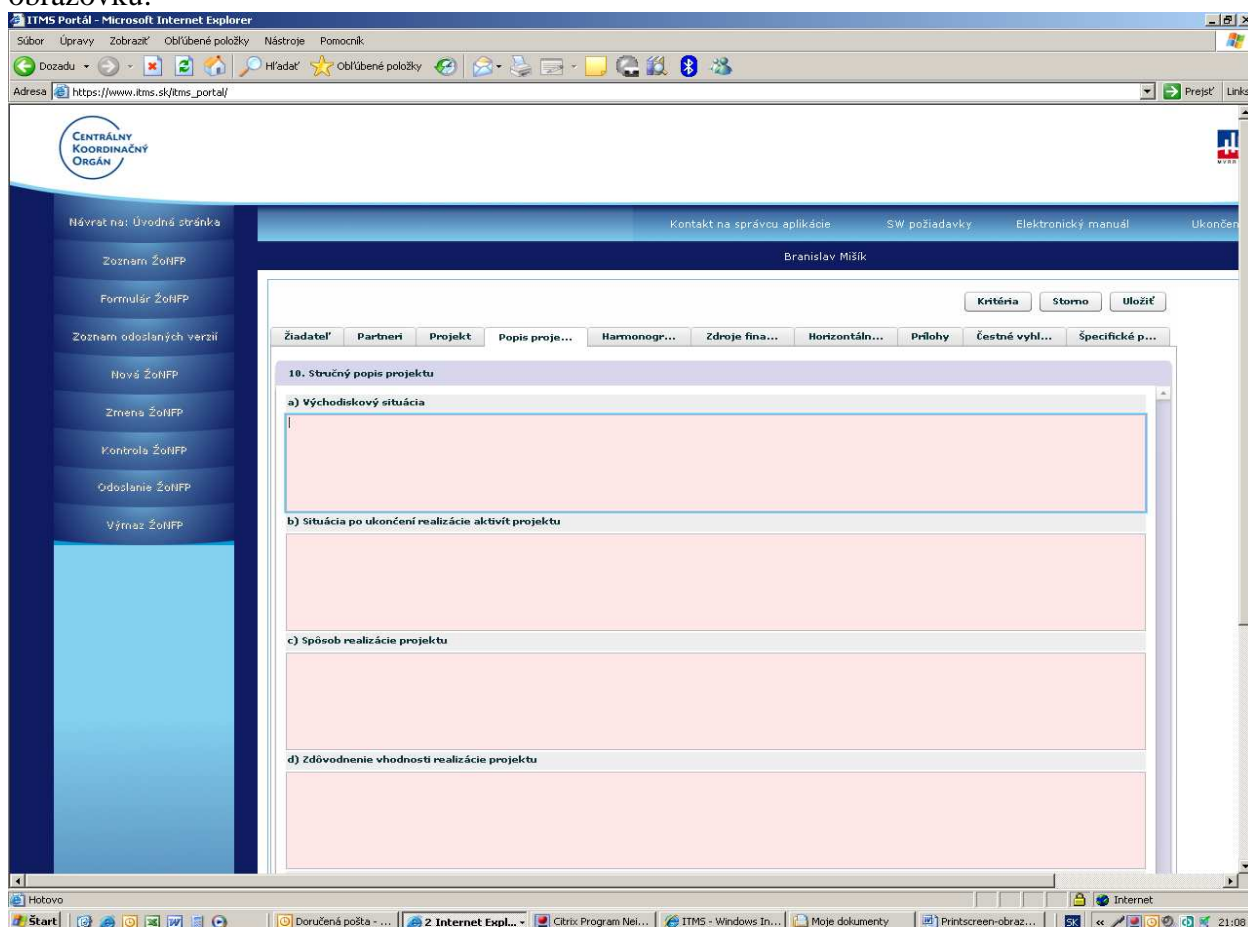 obrazovku:
ITMS Portál - Microsoft Internet Explorer
Súbor Úpravy Zobraziť Obľúbené položky Nástroje Pomocník
Dozadu Hľadať Obľúbené položky
Adresa https://www.itms.sk/itms_portal/ Prejsť Links
CENTRÁLNY
KOORDINAČNÝ
ORGÁN
MVRR
Návrat na: Úvodná stránka Kontakt na správcu aplikácie SW požiadavky Elektronický manuál Ukončen
Zoznam ŽoNFP Branislav Mišík
Formulár ŽoNFP Kritéria Storno Uložiť
Zoznam odoslaných verzií Žiadateľ Partneri Projekt Popis proje... Harmonogr... Zdroje fina... Horizontáln... Prílohy Čestné vyhl... Špecifické p...
Nová ŽoNFP
10. Stručný popis projektu
a) Východiskový situácia
Zmena ŽoNFP
Kontrola ŽoNFP
Odoslanie ŽoNFP
Výmaz ŽoNFP
b) Situácia po ukončení realizácie aktivít projektu
c) Spôsob realizácie projektu
d) Zdôvodnenie vhodnosti realizácie projektu
Hotovo Internet
Štart Doručená pošta - ... 2 Internet Expl... Citrix Program Nei... ITMS - Windows In... Moje dokumenty Printscreen-obraz... SK « 21:08